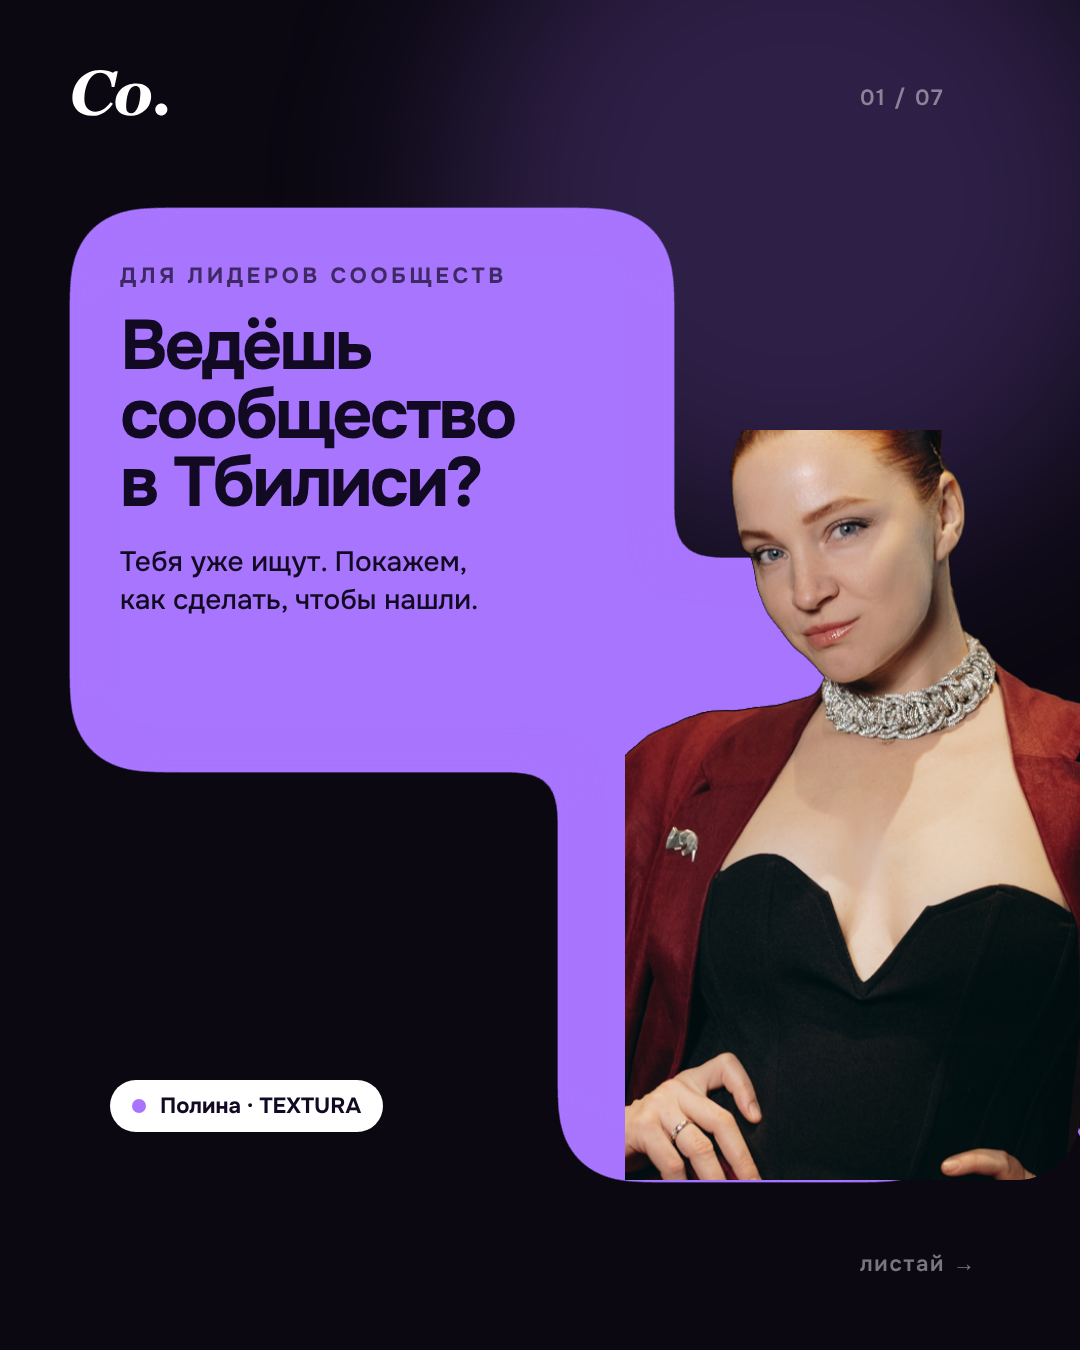 Co.
01 / 07
ДЛЯ ЛИДЕРОВ СООБЩЕСТВ
Ведёшь
сообщество
в Тбилиси?
Тебя уже ищут. Покажем,
как сделать, чтобы нашли.
Полина · TEXTURA
листай →